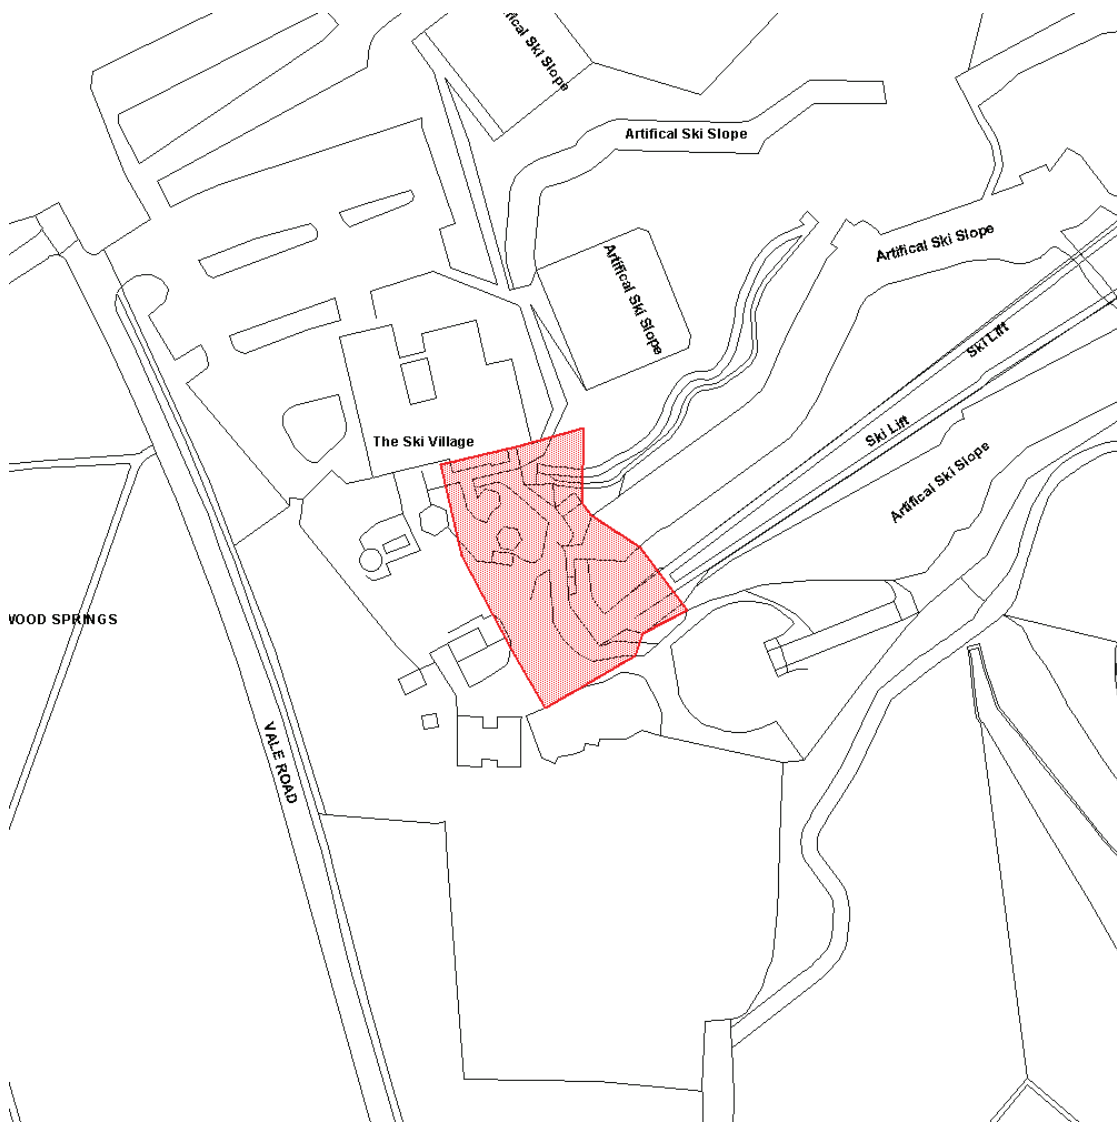 Artifical Ski Slope
Artifical Ski Slope
Artifical Ski Slope
Artifical Ski Slope
Ski Lift
Ski Lift
The Ski Village
Artifical Ski Slope
WOOD SPRINGS
VALE ROAD